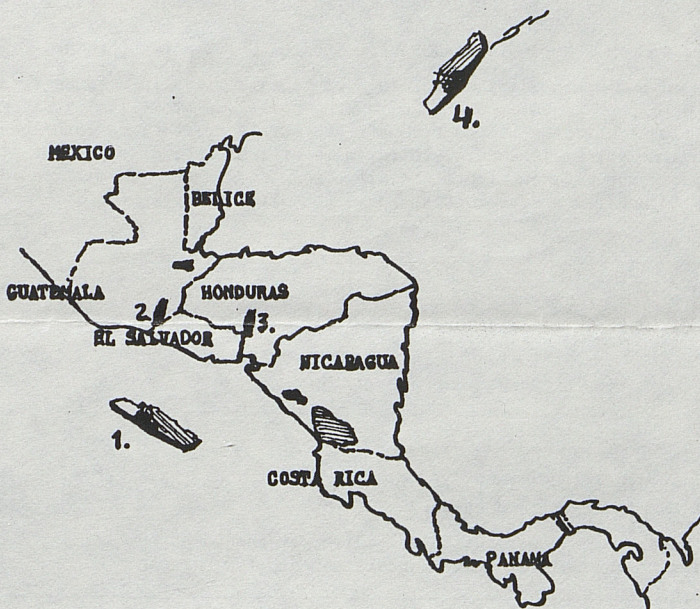 4.
MEXICO
BELICE
GUATEMALA
HONDURAS
2.
3.
EL SALVADOR
NICARAGUA
1.
COSTA RICA
PANAMA